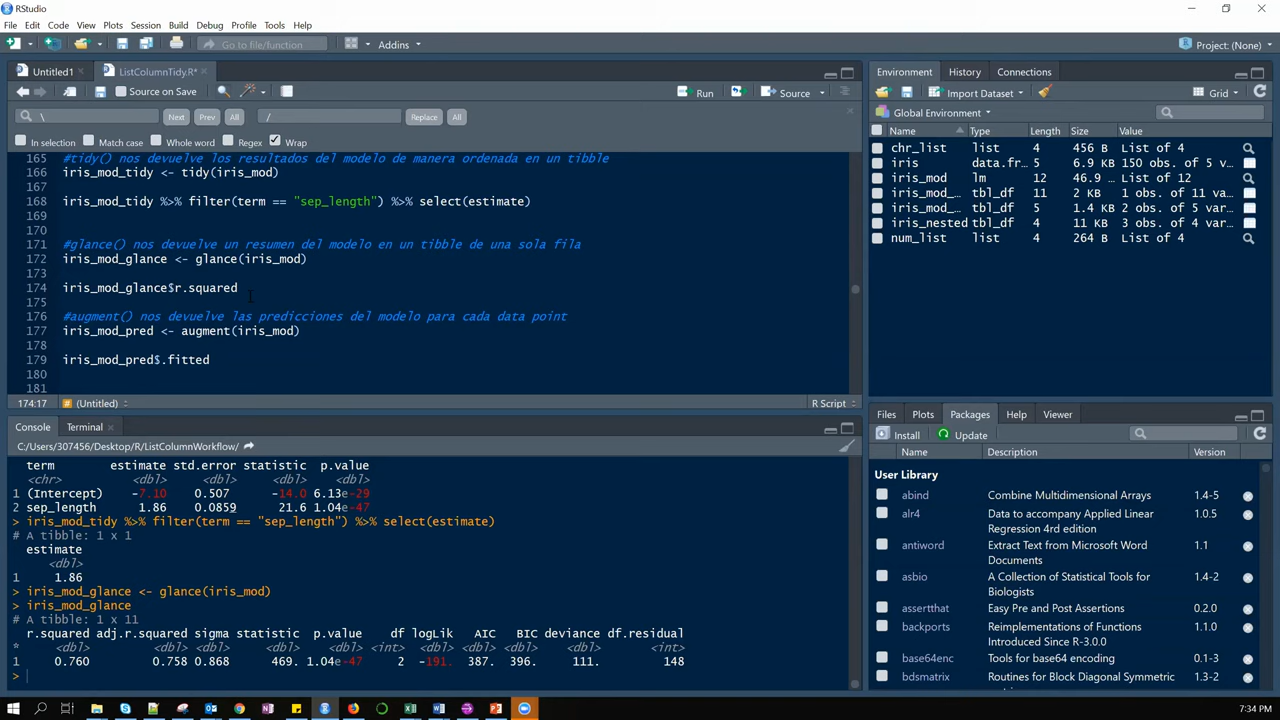 RStudio
File Edit Code View Plots Session Build Debug Profile Tools Help
Go to file/function Addins Project: (None)
Untitled1 ListColumnTidy.R*
Source on Save Run Source
\ Next Prev All / Replace All
In selection Match case Whole word Regex Wrap
165 #tidy() nos devuelve los resultados del modelo de manera ordenada en un tibble
166 iris_mod_tidy <- tidy(iris_mod)
167
168 iris_mod_tidy %>% filter(term == "sep_length") %>% select(estimate)
169
170
171 #glance() nos devuelve un resumen del modelo en un tibble de una sola fila
172 iris_mod_glance <- glance(iris_mod)
173
174 iris_mod_glance$r.squared
175
176 #augment() nos devuelve las predicciones del modelo para cada data point
177 iris_mod_pred <- augment(iris_mod)
178
179 iris_mod_pred$.fitted
180
181
174:17 # (Untitled) R Script
Console Terminal
C:/Users/307456/Desktop/R/ListColumnWorkflow/
term estimate std.error statistic p.value
<chr> <dbl> <dbl> <dbl> <dbl>
1 (Intercept) -7.10 0.507 -14.0 6.13e-29
2 sep_length 1.86 0.0859 21.6 1.04e-47
> iris_mod_tidy %>% filter(term == "sep_length") %>% select(estimate)
# A tibble: 1 x 1
estimate
<dbl>
1 1.86
> iris_mod_glance <- glance(iris_mod)
> iris_mod_glance
# A tibble: 1 x 11
r.squared adj.r.squared sigma statistic p.value df logLik AIC BIC deviance df.residual
* <dbl> <dbl> <dbl> <dbl> <dbl> <int> <dbl> <dbl> <dbl> <dbl> <int>
1 0.760 0.758 0.868 469. 1.04e-47 2 -191. 387. 396. 111. 148
>
Environment History Connections
Import Dataset Grid
Global Environment
Name Type Length Size Value
chr_list list 4 456 B List of 4
iris data.fr… 5 6.9 KB 150 obs. of 5 v…
iris_mod lm 12 46.9 … List of 12
iris_mod_… tbl_df 11 2 KB 1 obs. of 11 va…
iris_mod_… tbl_df 5 1.4 KB 2 obs. of 5 var…
iris_nested tbl_df 4 11 KB 3 obs. of 4 var…
num_list list 4 264 B List of 4
Files Plots Packages Help Viewer
Install Update
Name Description Version
User Library
abind Combine Multidimensional Arrays 1.4-5
alr4 Data to accompany Applied Linear Regression 4rd edition 1.0.5
antiword Extract Text from Microsoft Word Documents 1.1
asbio A Collection of Statistical Tools for Biologists 1.4-2
assertthat Easy Pre and Post Assertions 0.2.0
backports Reimplementations of Functions Introduced Since R-3.0.0 1.1.0
base64enc Tools for base64 encoding 0.1-3
bdsmatrix Routines for Block Diagonal Symmetric 1.3-2
7:34 PM